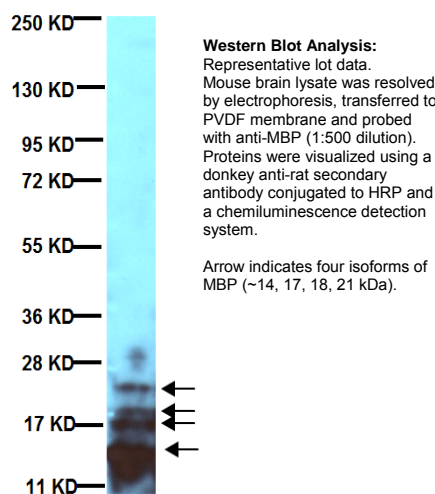 250 KD
130 KD
95 KD
72 KD
55 KD
36 KD
28 KD
17 KD
11 KD
Western Blot Analysis:
Representative lot data.
Mouse brain lysate was resolved
by electrophoresis, transferred to
PVDF membrane and probed
with anti-MBP (1:500 dilution).
Proteins were visualized using a
donkey anti-rat secondary
antibody conjugated to HRP and
a chemiluminescence detection
system.
Arrow indicates four isoforms of
MBP (~14, 17, 18, 21 kDa).